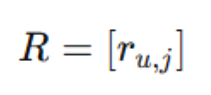 R = [r_{u,j}]